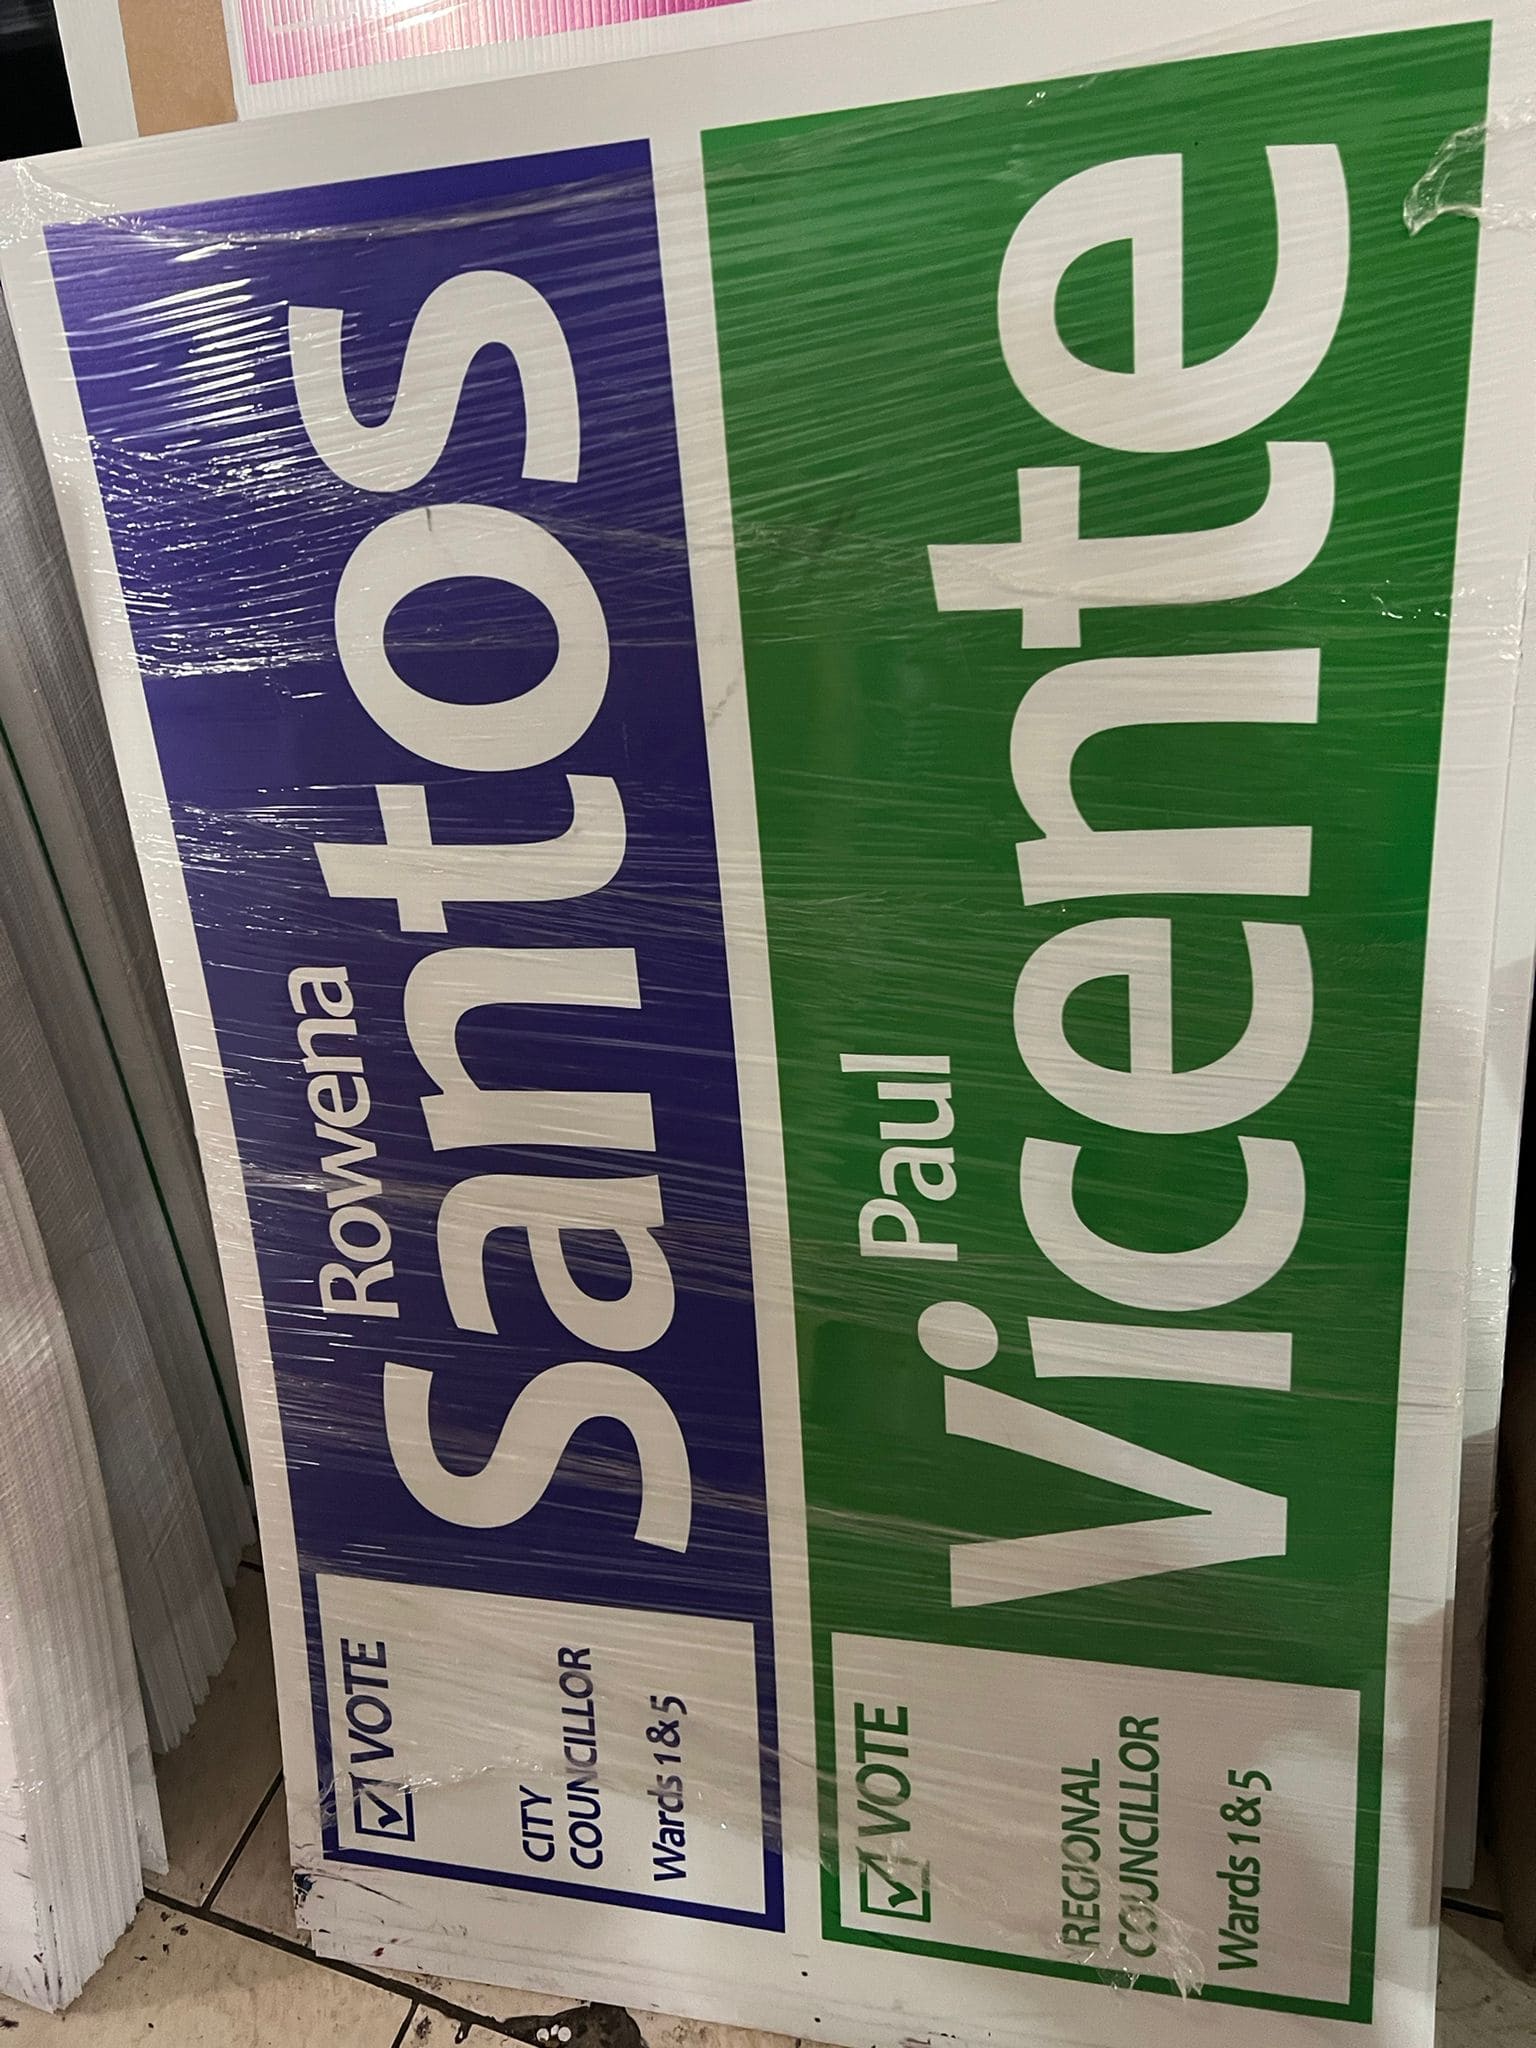 VOTE
CITY
COUNCILLOR
Wards 1&5
Rowena
Santos
VOTE
REGIONAL
COUNCILLOR
Wards 1&5
Paul
Vicente